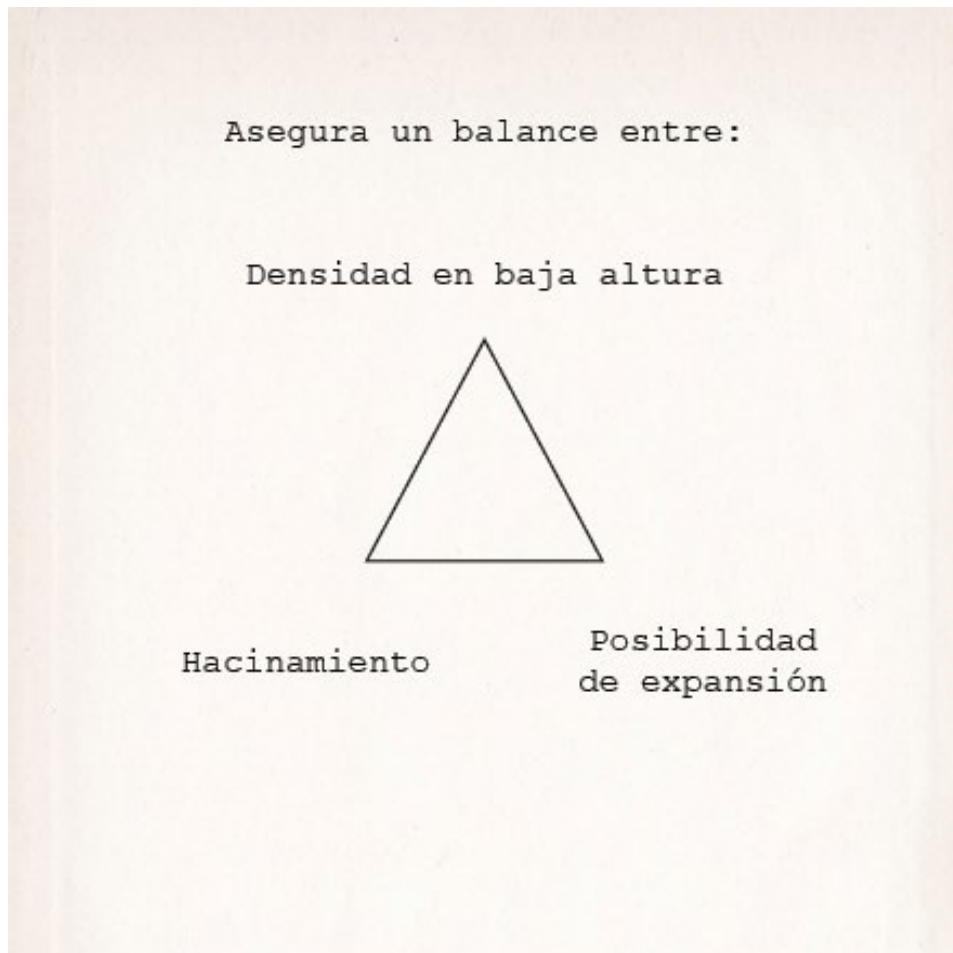 Asegura un balance entre:
Densidad en baja altura
Hacinamiento
Posibilidad
de expansión